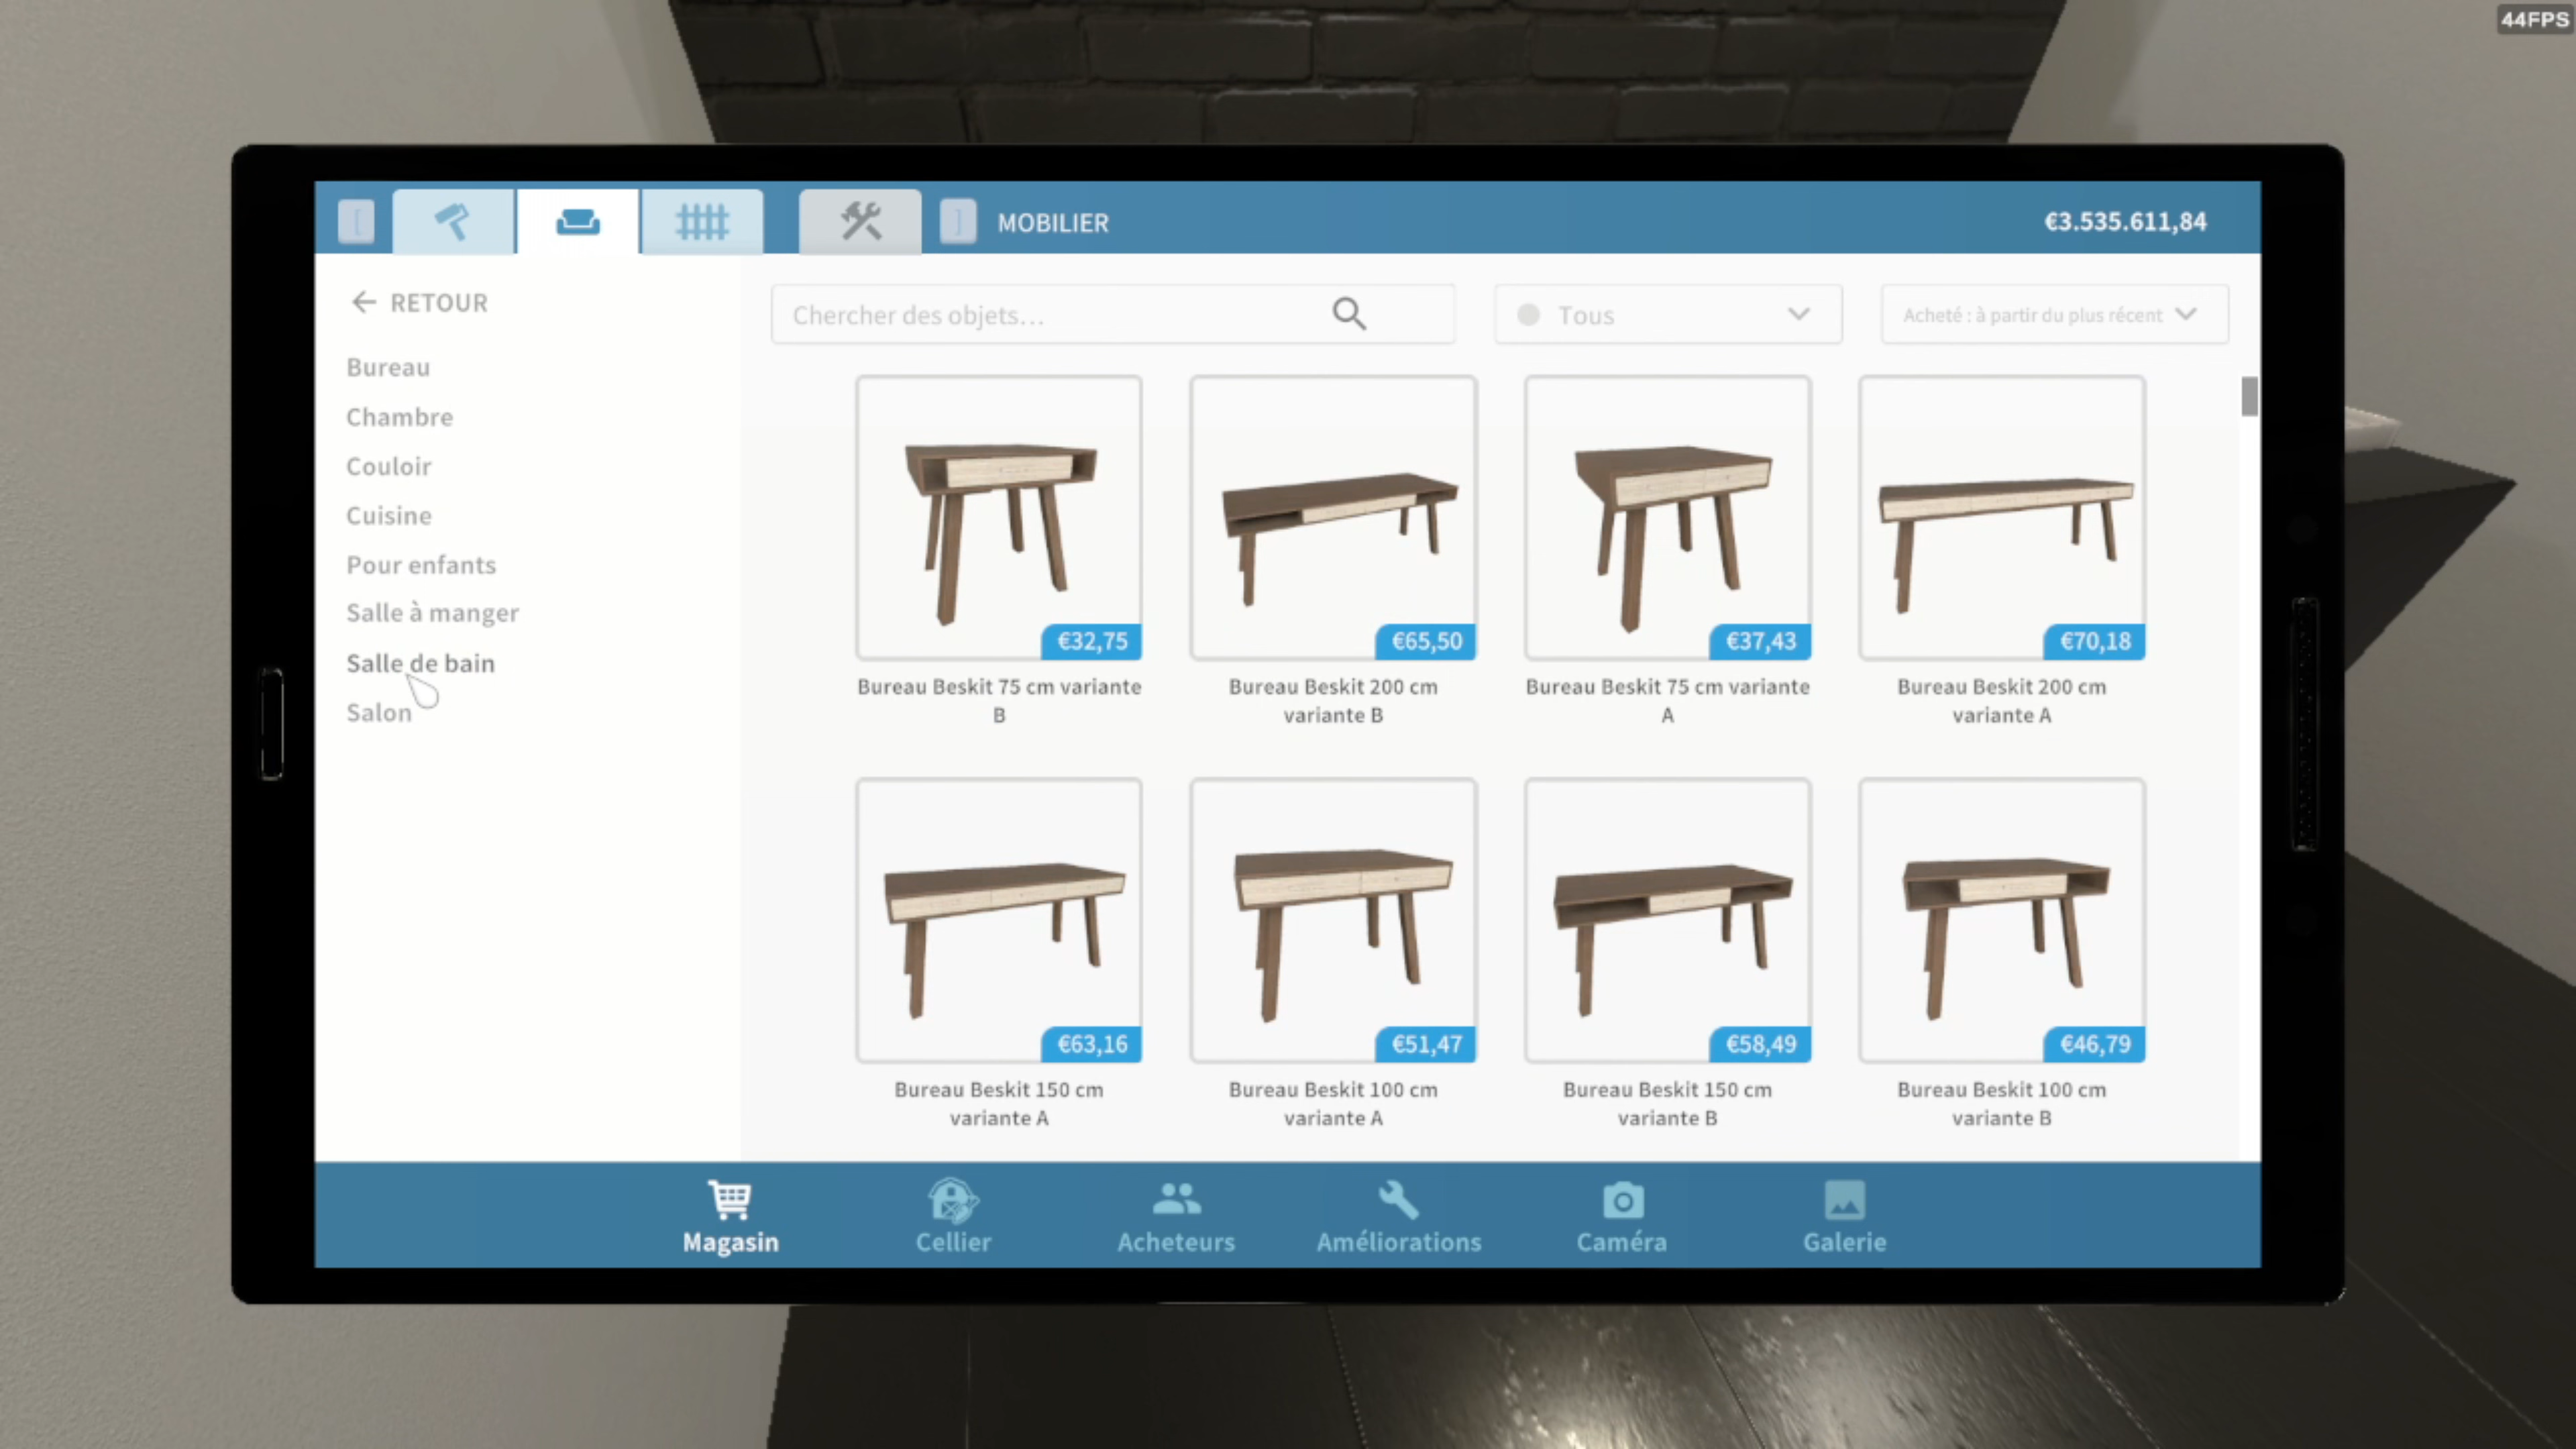 44FPS
[
]
MOBILIER
€3.535.611,84
RETOUR
Bureau
Chambre
Couloir
Cuisine
Pour enfants
Salle à manger
Salle de bain
Salon
Chercher des objets...
Tous
Acheté : à partir du plus récent
€32,75
€65,50
€37,43
€70,18
Bureau Beskit 75 cm variante
B
Bureau Beskit 200 cm
variante B
Bureau Beskit 75 cm variante
A
Bureau Beskit 200 cm
variante A
€63,16
€51,47
€58,49
€46,79
Bureau Beskit 150 cm
variante A
Bureau Beskit 100 cm
variante A
Bureau Beskit 150 cm
variante B
Bureau Beskit 100 cm
variante B
Magasin
Cellier
Acheteurs
Améliorations
Caméra
Galerie